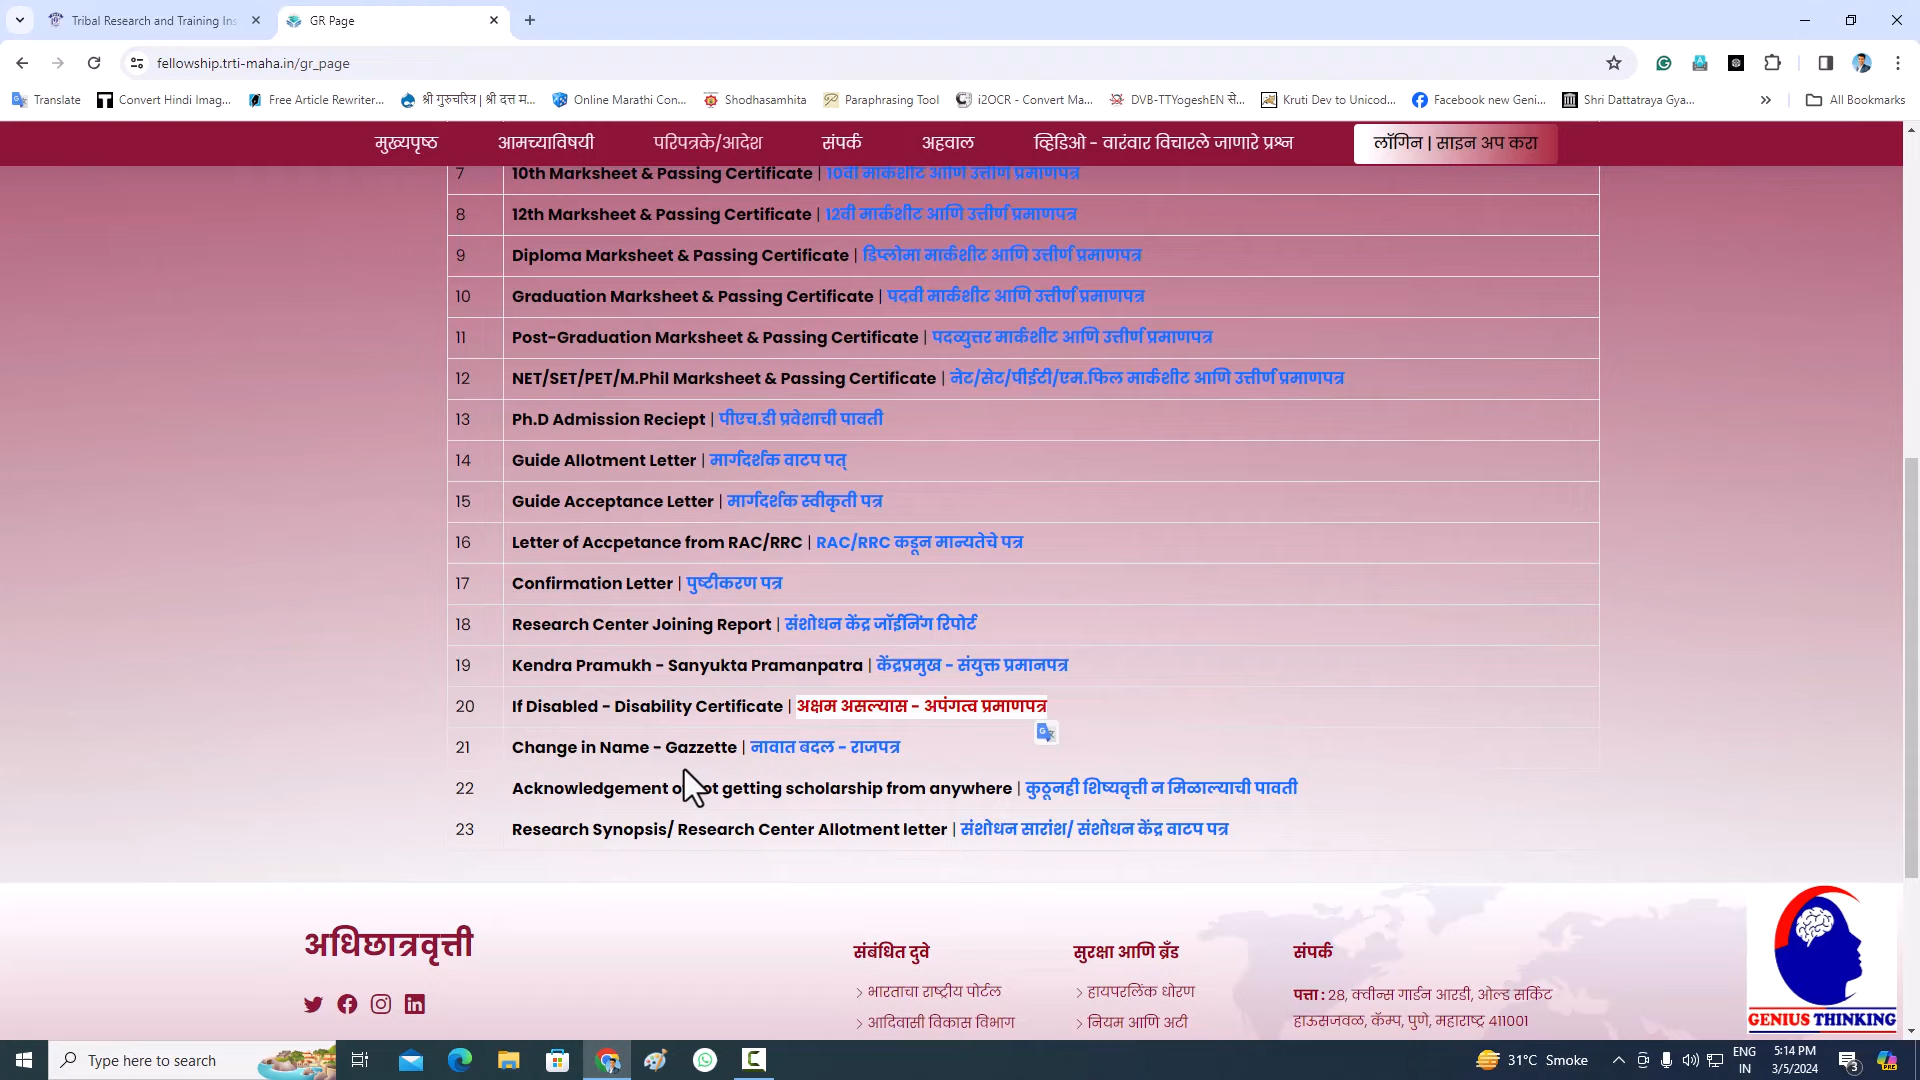 Tribal Research and Training Ins
GR Page
fellowship.trti-maha.in/gr_page
Translate
Convert Hindi Imag...
Free Article Rewriter...
श्री गुरुचरित्र | श्री दत्त म...
Online Marathi Con...
Shodhasamhita
Paraphrasing Tool
i2OCR - Convert Ma...
DVB-TTYogeshEN से...
Kruti Dev to Unicod...
Facebook new Geni...
Shri Dattatraya Gya...
All Bookmarks
मुख्यपृष्ठ
आमच्याविषयी
परिपत्रके/आदेश
संपर्क
अहवाल
व्हिडिओ - वारंवार विचारले जाणारे प्रश्न
लॉगिन | साइन अप करा
7 10th Marksheet & Passing Certificate | 10वी मार्कशीट आणि उत्तीर्ण प्रमाणपत्र
8 12th Marksheet & Passing Certificate | 12वी मार्कशीट आणि उत्तीर्ण प्रमाणपत्र
9 Diploma Marksheet & Passing Certificate | डिप्लोमा मार्कशीट आणि उत्तीर्ण प्रमाणपत्र
10 Graduation Marksheet & Passing Certificate | पदवी मार्कशीट आणि उत्तीर्ण प्रमाणपत्र
11 Post-Graduation Marksheet & Passing Certificate | पदव्युत्तर मार्कशीट आणि उत्तीर्ण प्रमाणपत्र
12 NET/SET/PET/M.Phil Marksheet & Passing Certificate | नेट/सेट/पीईटी/एम.फिल मार्कशीट आणि उत्तीर्ण प्रमाणपत्र
13 Ph.D Admission Reciept | पीएच.डी प्रवेशाची पावती
14 Guide Allotment Letter | मार्गदर्शक वाटप पत्
15 Guide Acceptance Letter | मार्गदर्शक स्वीकृती पत्र
16 Letter of Accpetance from RAC/RRC | RAC/RRC कडून मान्यतेचे पत्र
17 Confirmation Letter | पुष्टीकरण पत्र
18 Research Center Joining Report | संशोधन केंद्र जॉईनिंग रिपोर्ट
19 Kendra Pramukh - Sanyukta Pramanpatra | केंद्रप्रमुख - संयुक्त प्रमानपत्र
20 If Disabled - Disability Certificate | अक्षम असल्यास - अपंगत्व प्रमाणपत्र
21 Change in Name - Gazzette | नावात बदल - राजपत्र
22 Acknowledgement getting scholarship from anywhere | कुठूनही शिष्यवृत्ती न मिळाल्याची पावती
23 Research Synopsis/ Research Center Allotment letter | संशोधन सारांश/ संशोधन केंद्र वाटप पत्र
अधिछात्रवृत्ती
संबंधित दुवे
भारताचा राष्ट्रीय पोर्टल
आदिवासी विकास विभाग
सुरक्षा आणि ब्रँड
हायपरलिंक धोरण
नियम आणि अटी
संपर्क
पत्ता : 28, क्वीन्स गार्डन आरडी, ओल्ड सर्किट
हाऊसजवळ, कॅम्प, पुणे, महाराष्ट्र 411001
GENIUS THINKING
Type here to search
31°C Smoke
ENG
IN
5:14 PM
3/5/2024
3